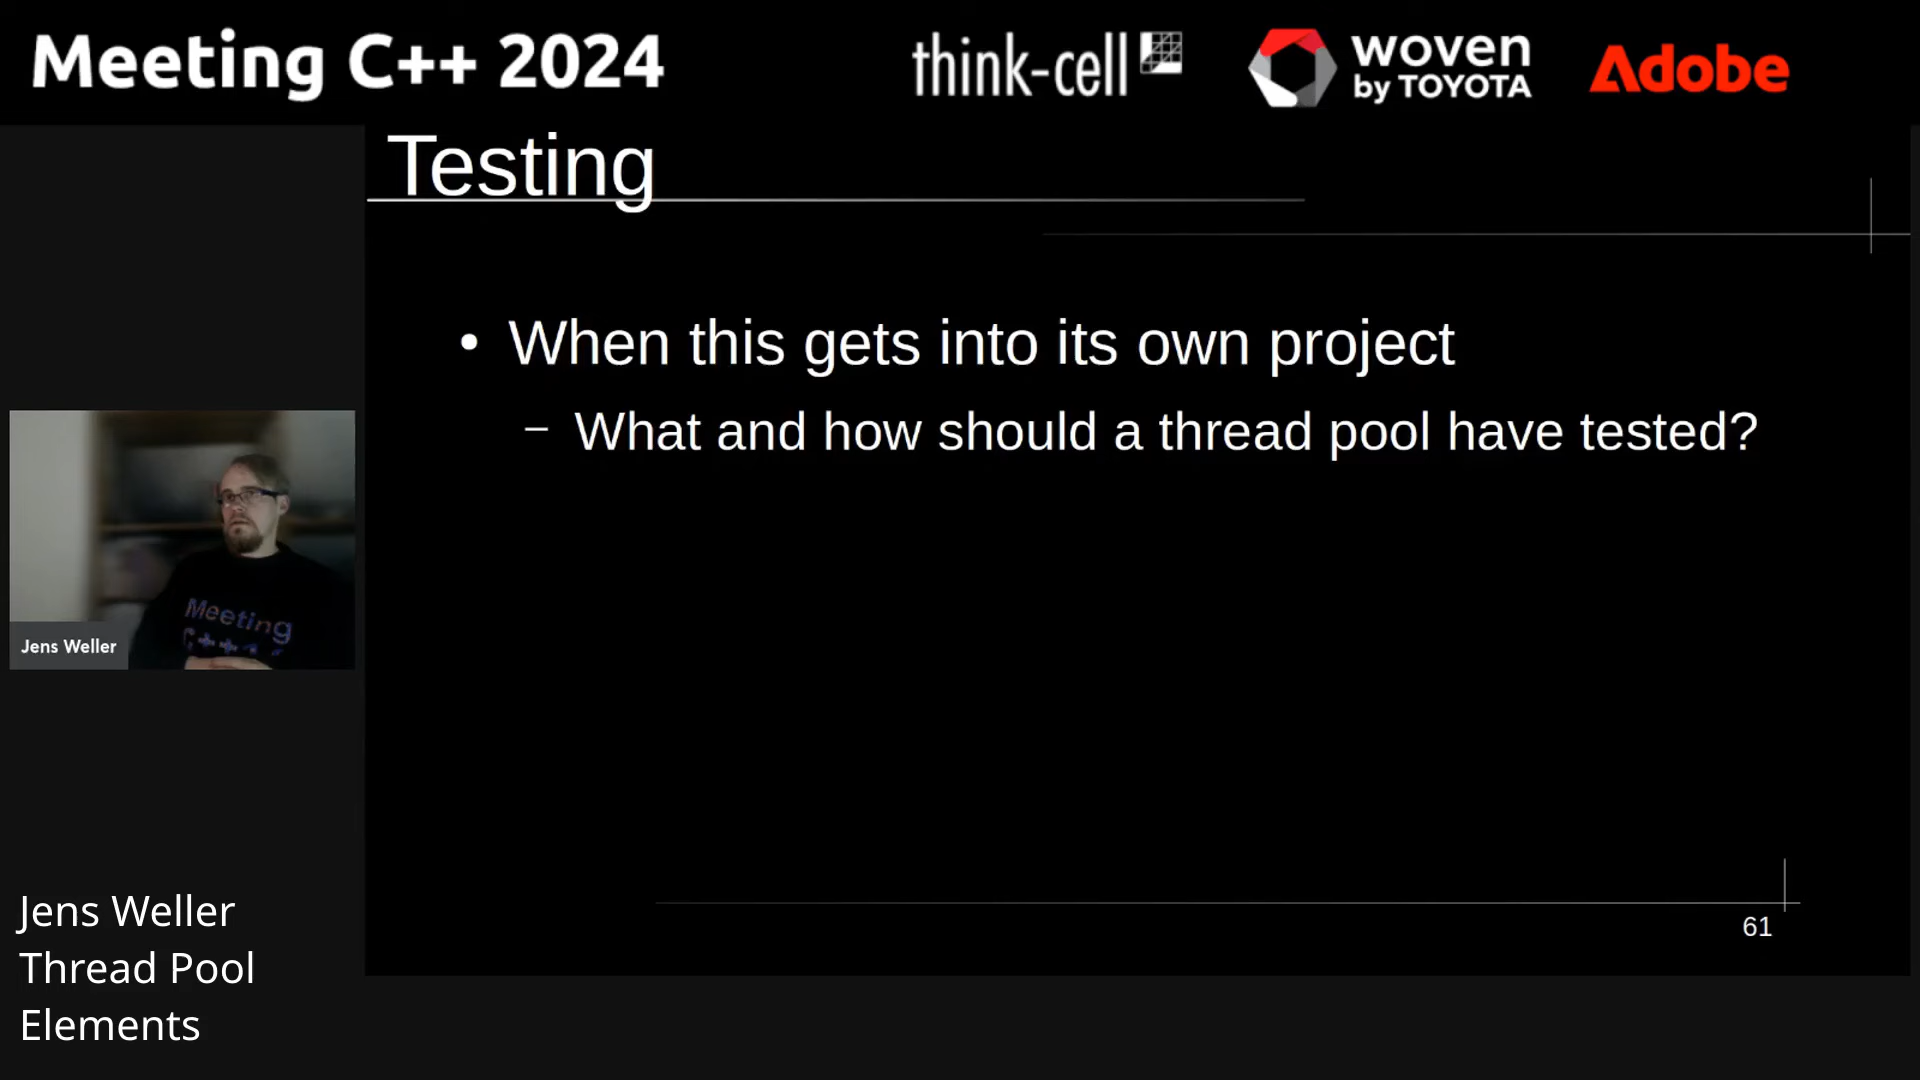 Meeting C++ 2024
think-cell
woven
by TOYOTA
Adobe
Testing
• When this gets into its own project
– What and how should a thread pool have tested?
Meeting
Jens Weller
61
Jens Weller
Thread Pool
Elements